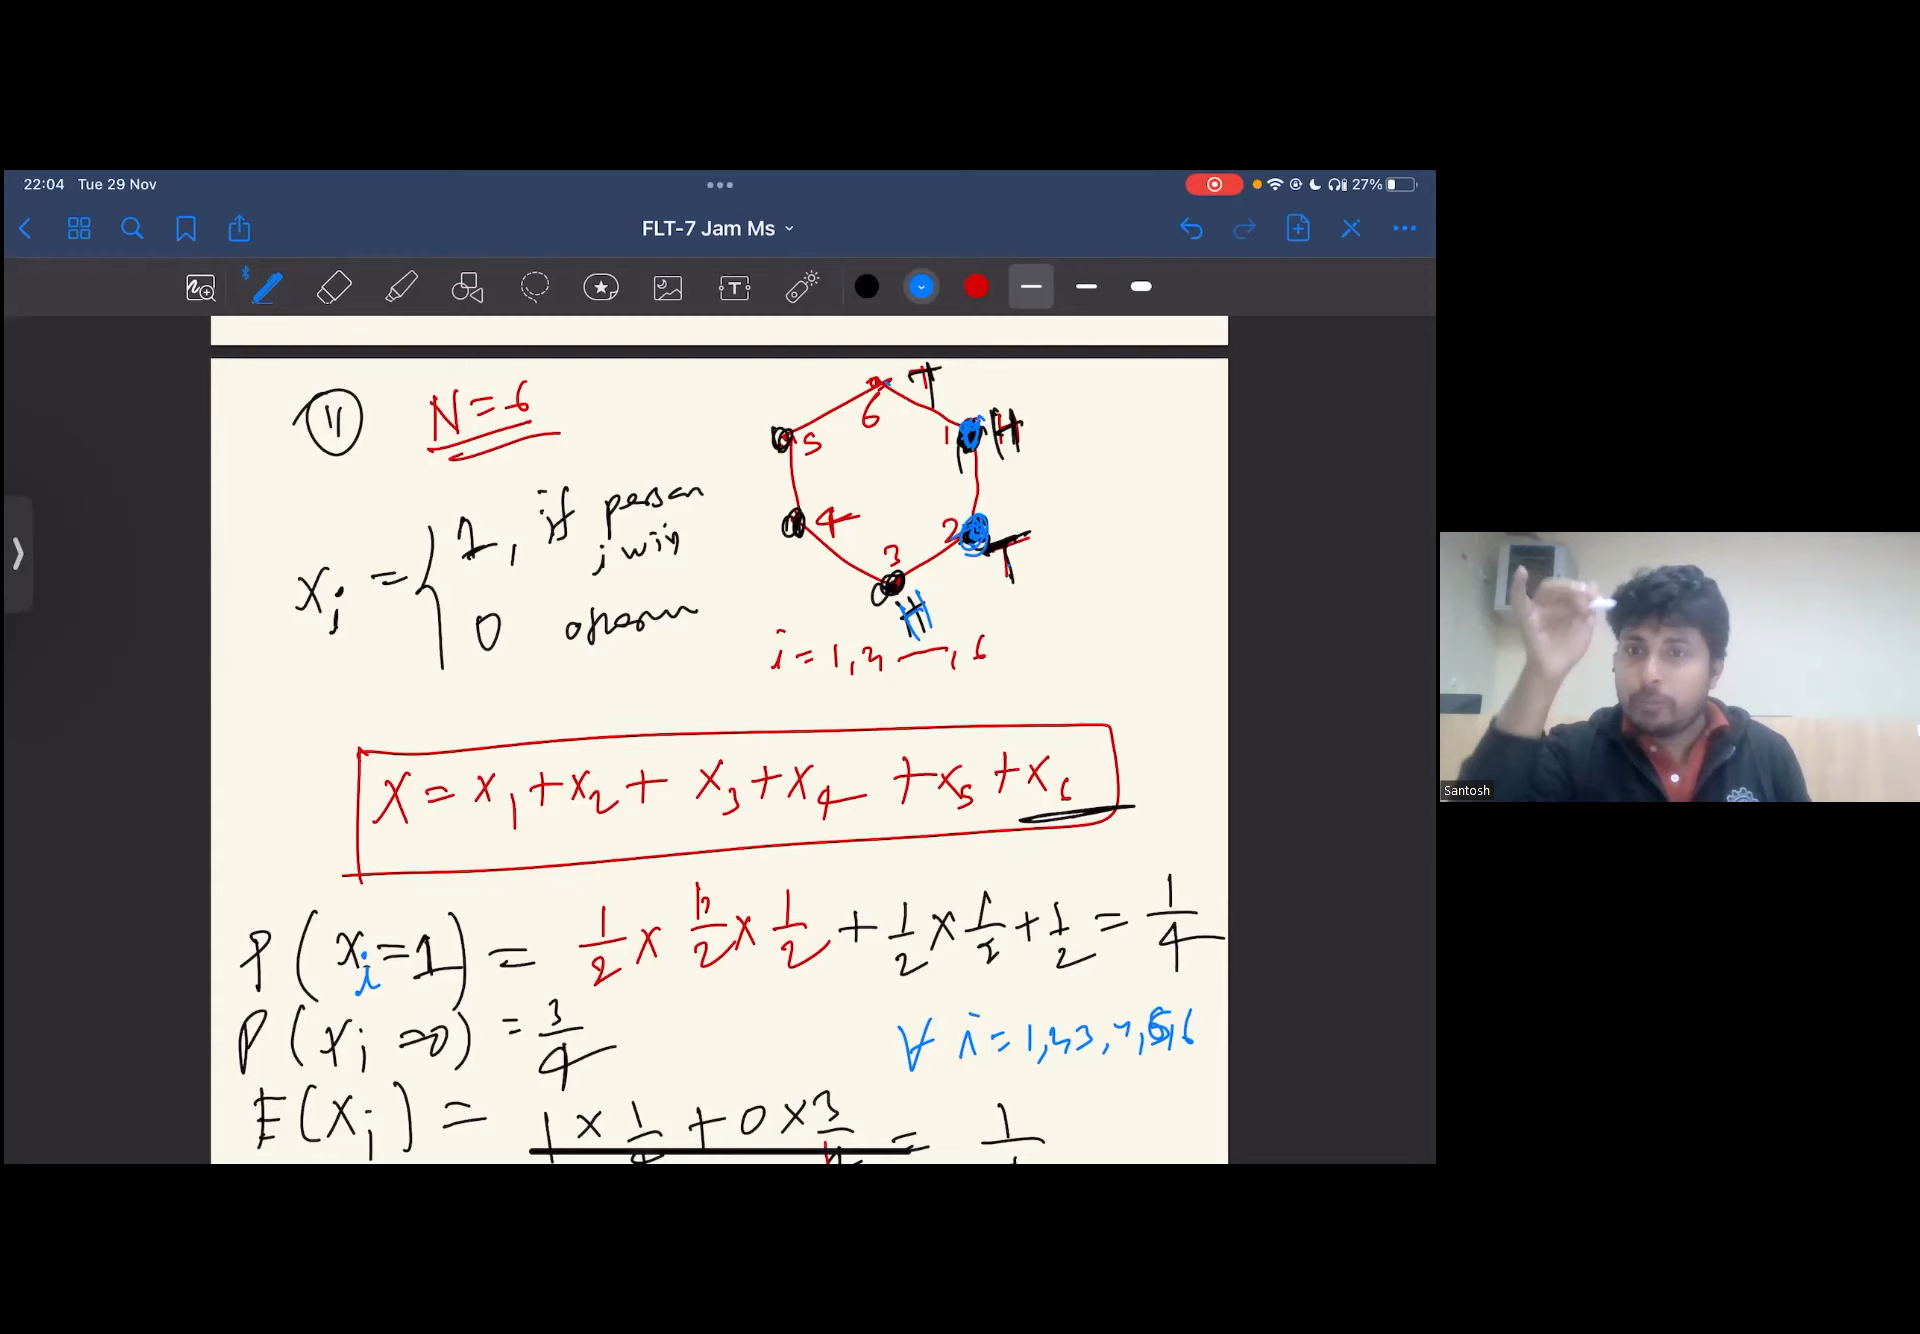 22:04 Tue 29 Nov
27%
FLT-7 Jam Ms
T
11
N=6
6
T
5
1 H
4
2 T
3
H
Xi = { 1, if person i win
0
i = 1, 2, —, 6
X = X1 + X2 + X3 + X4 + X5 + X6
P(Xi=1) = 1/2 x 1/2 x 1/2 + 1/2 x 1/2 + 1/2 = 1/4
P(Xi=0) = 3/4
∀ i = 1, 2, 3, 4, 5, 6
E(Xi) = 1 x 1/4 + 0 x 3/4 = 1/4
Santosh